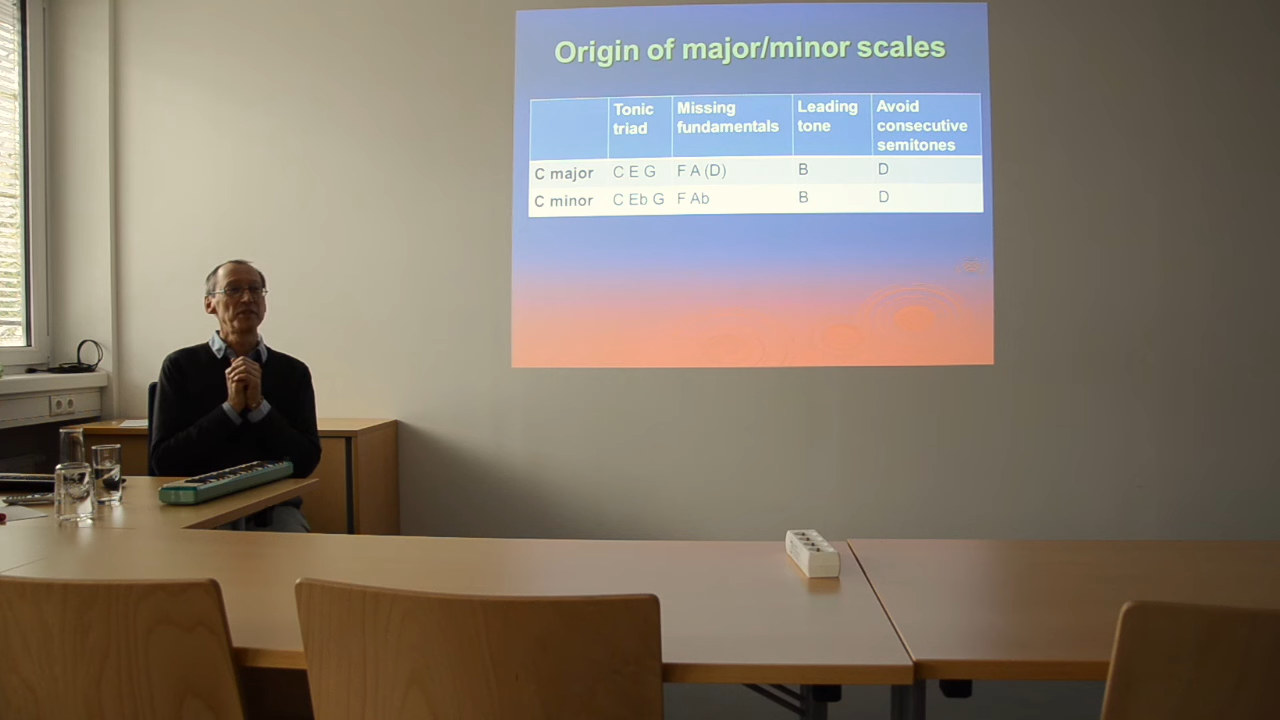 Origin of major/minor scales
Tonic triad Missing fundamentals Leading tone Avoid consecutive semitones
C major C E G F A (D) B D
C minor C Eb G F Ab B D